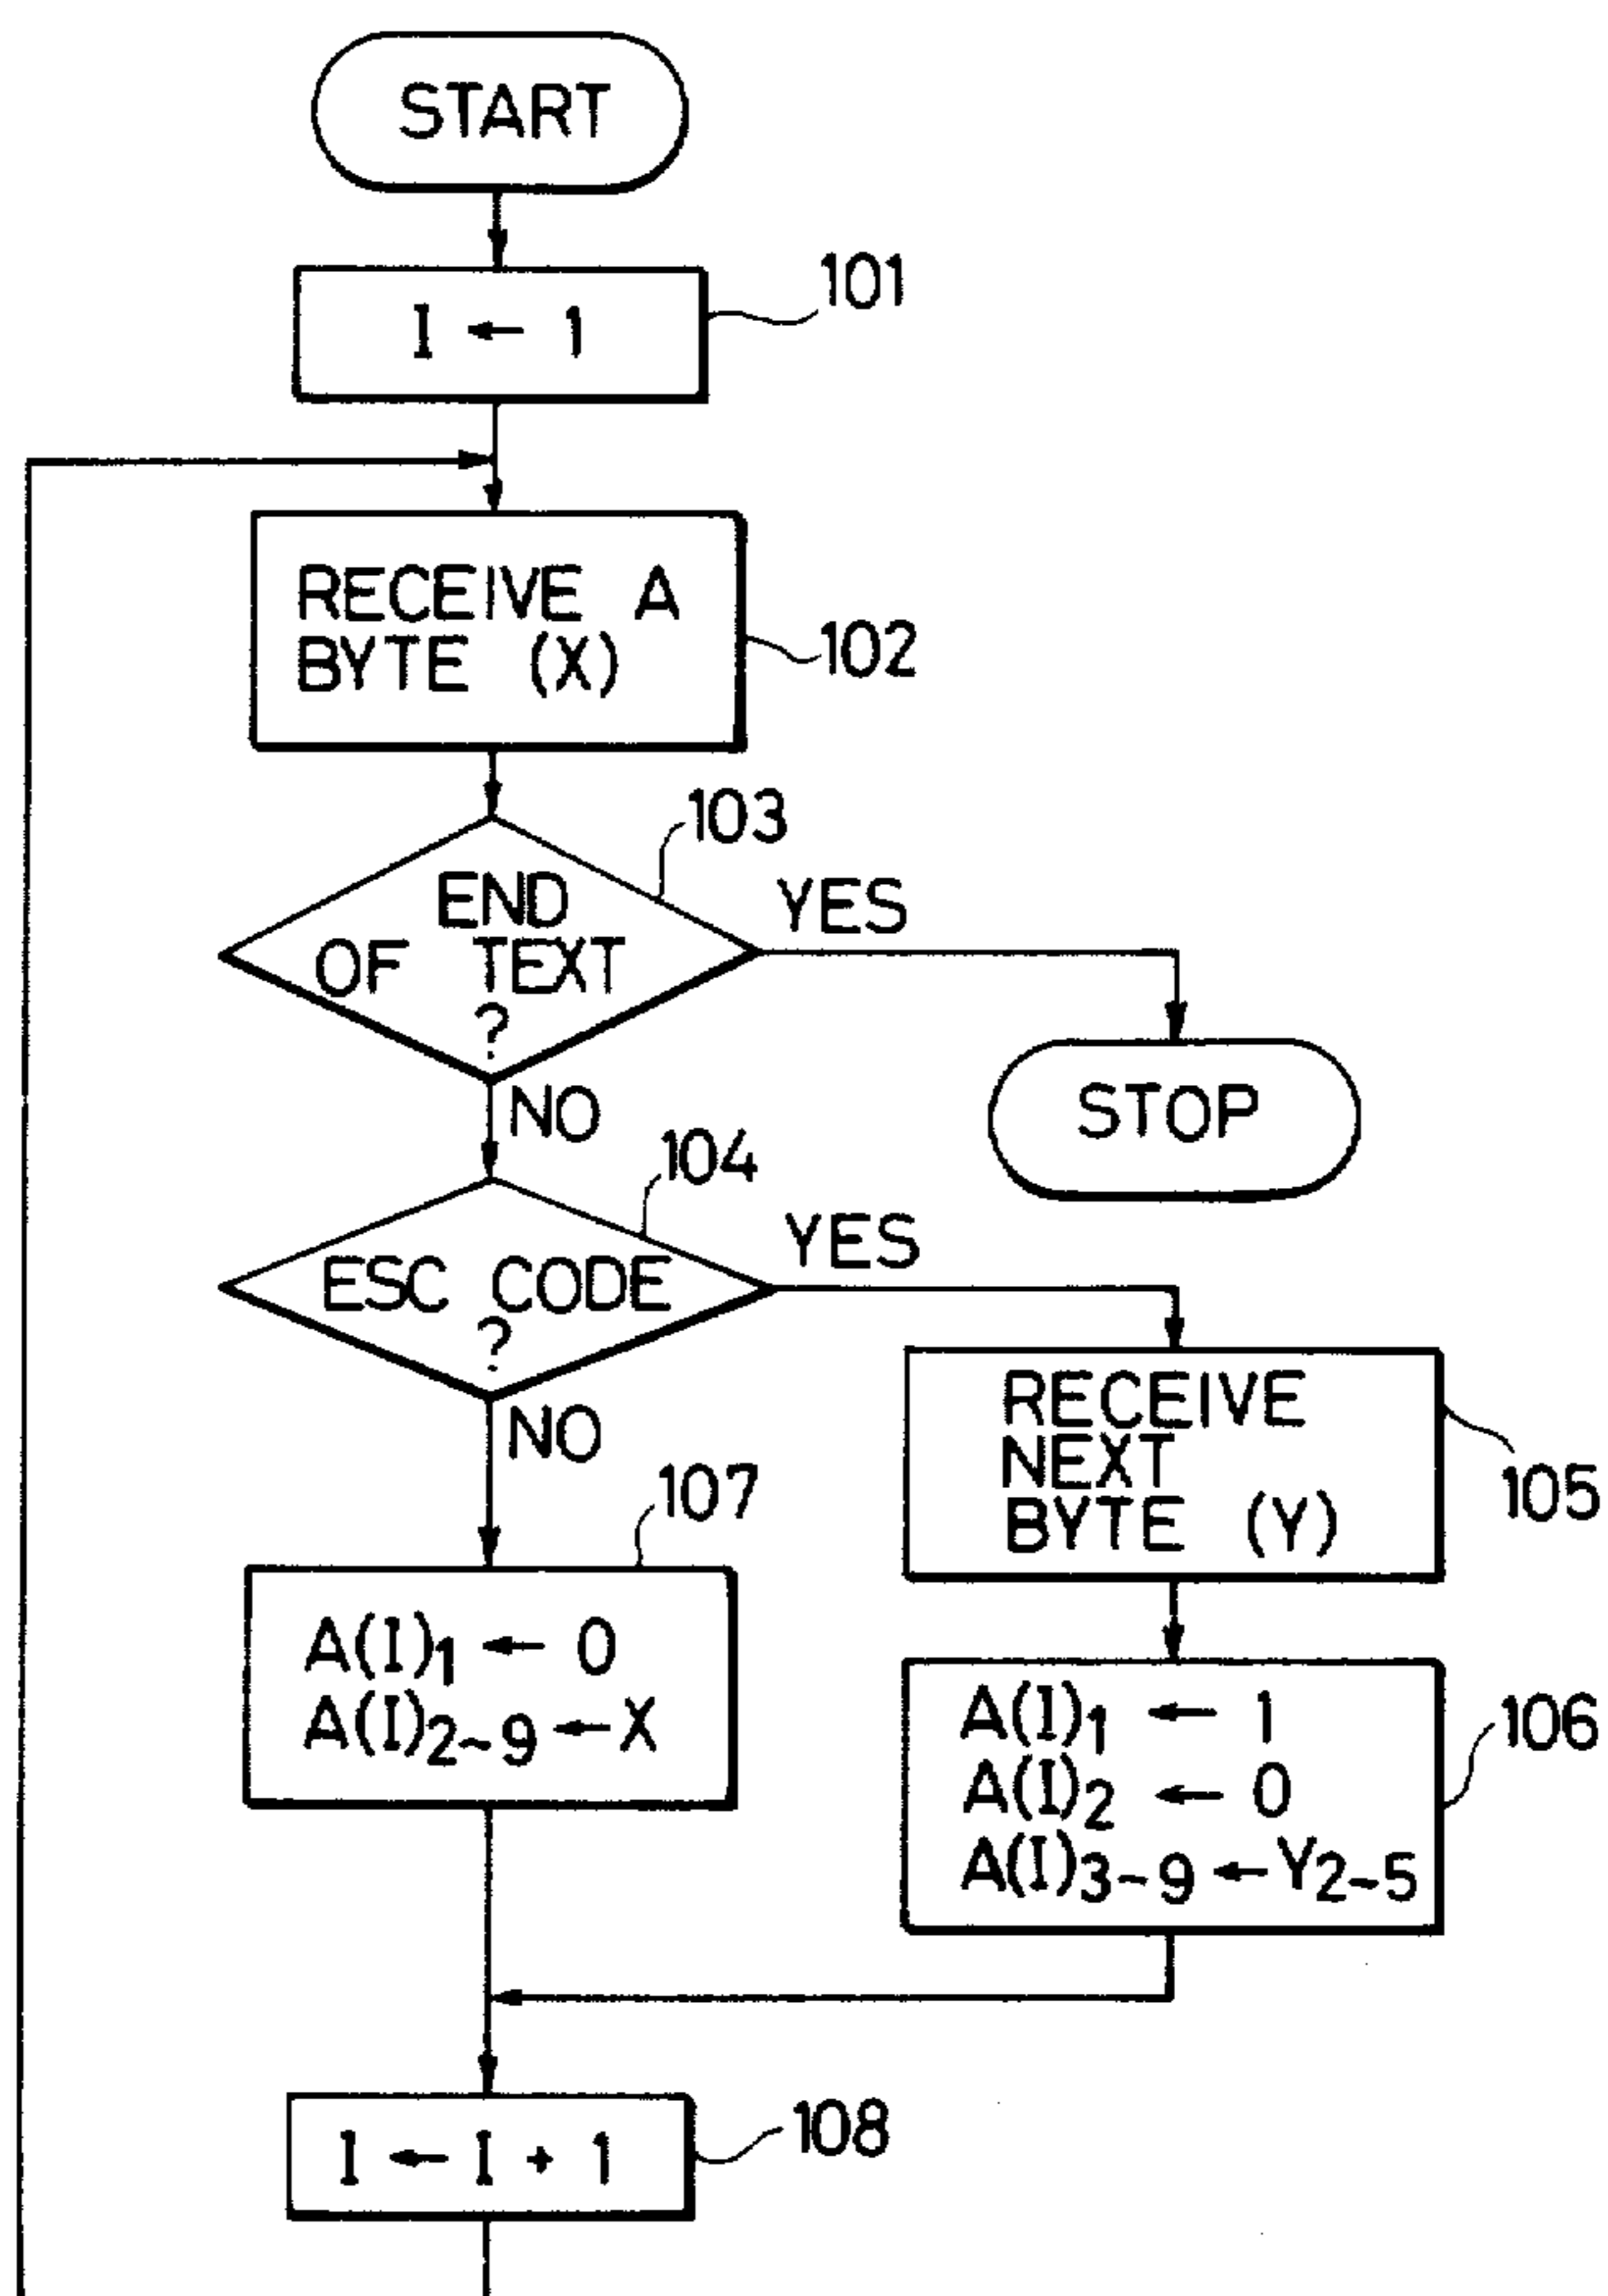 START
I ← 1
101
RECEIVE A
BYTE (X)
102
103
END
OF TEXT
?
YES
STOP
NO
104
ESC CODE
?
YES
NO
RECEIVE
NEXT
BYTE (Y)
105
107
A(I)1 ← 0
A(I)2~9 ← X
A(I)1 ← 1
A(I)2 ← 0
A(I)3~9 ← Y2~5
106
I ← I + 1
108